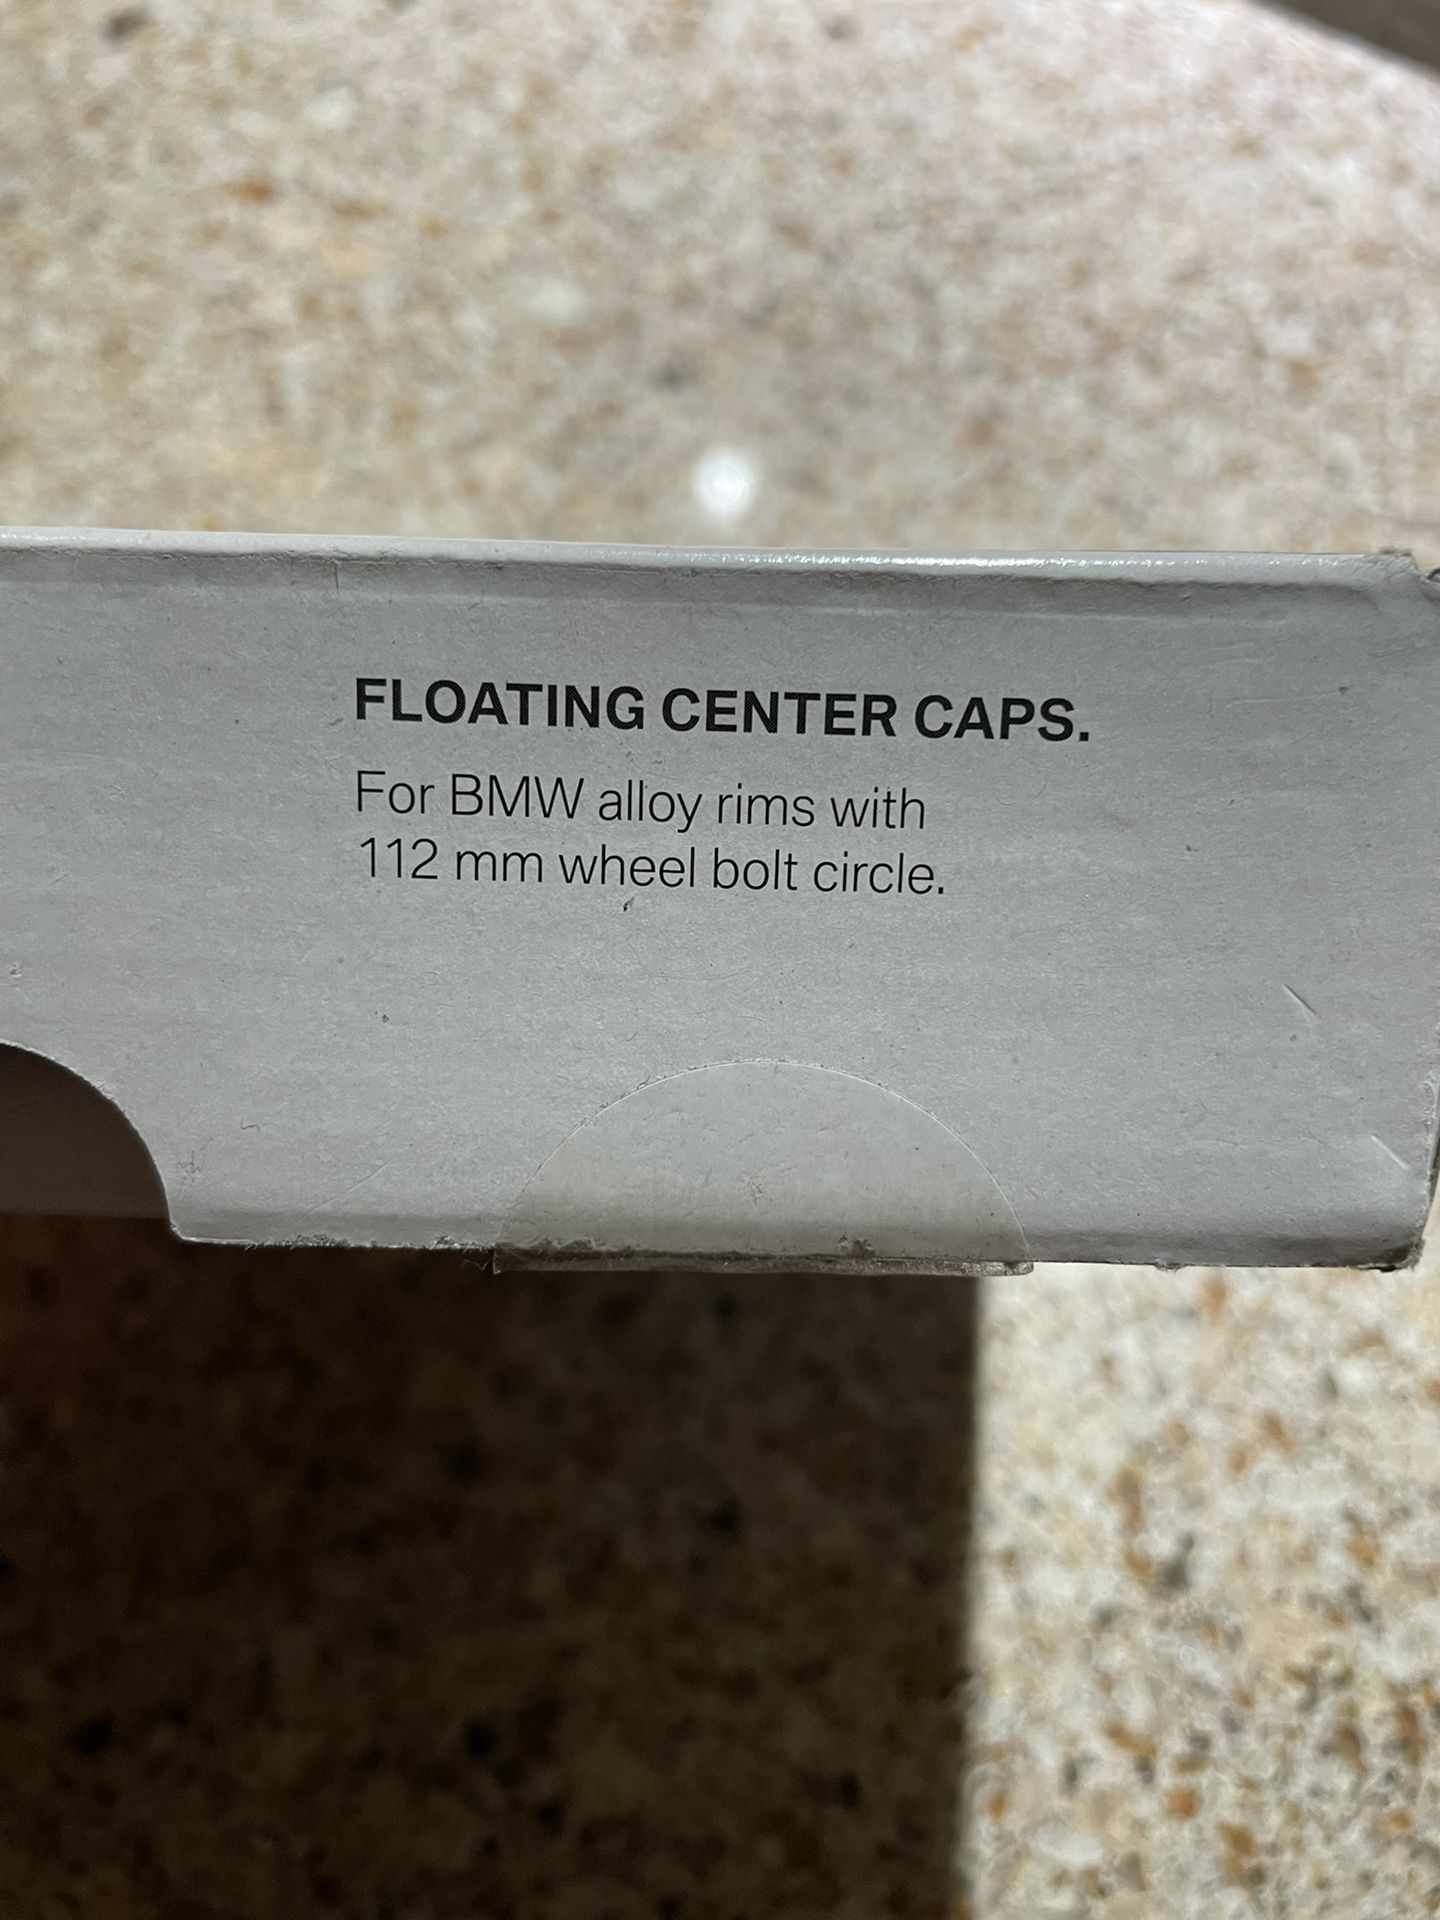 FLOATING CENTER CAPS.
For BMW alloy rims with
112 mm wheel bolt circle.